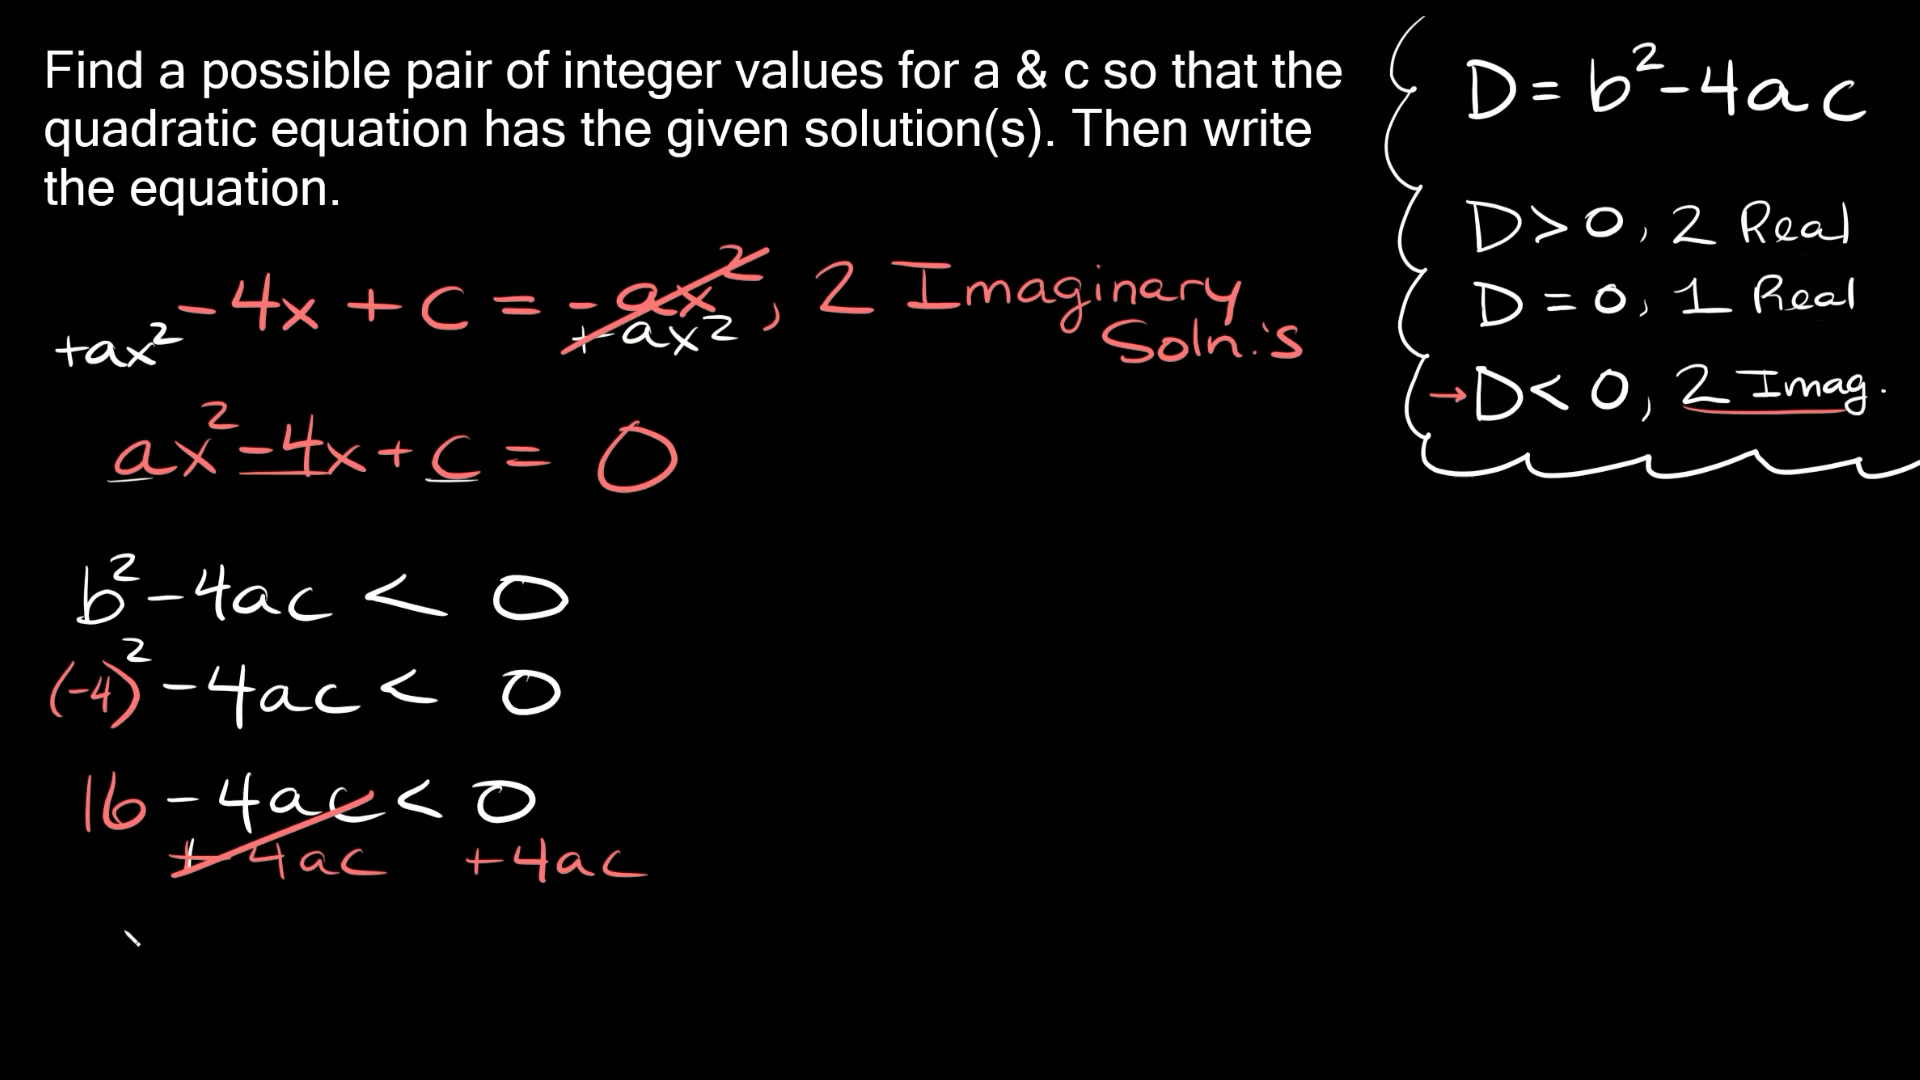 Find a possible pair of integer values for a & c so that the
quadratic equation has the given solution(s). Then write
the equation.
-4x + c = -ax², 2 Imaginary
Soln.'s
+ax² +ax²
ax² -4x + c = 0
b² - 4ac < 0
(-4)² - 4ac < 0
16 - 4ac < 0
+4ac +4ac
D = b² - 4ac
D > 0, 2 Real
D = 0, 1 Real
→ D < 0, 2 Imag.